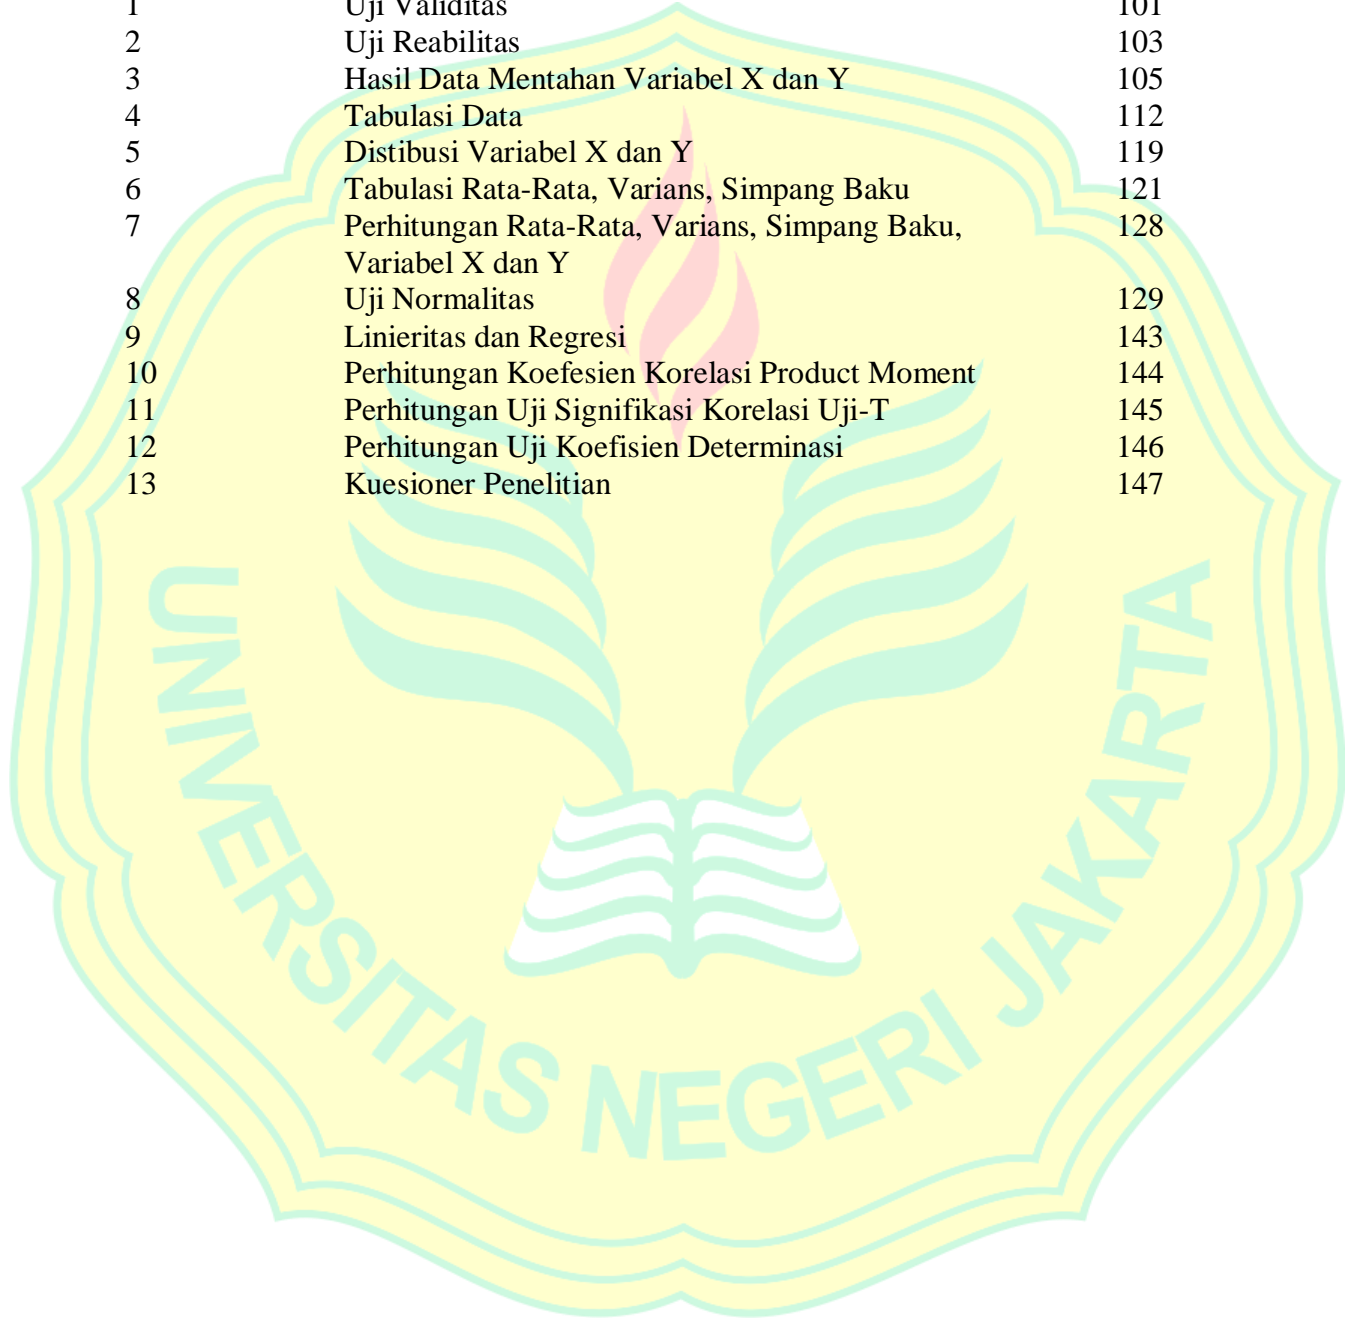 1 Uji Validitas 101
2 Uji Reabilitas 103
3 Hasil Data Mentahan Variabel X dan Y 105
4 Tabulasi Data 112
5 Distibusi Variabel X dan Y 119
6 Tabulasi Rata-Rata, Varians, Simpang Baku 121
7 Perhitungan Rata-Rata, Varians, Simpang Baku, 128
Variabel X dan Y
8 Uji Normalitas 129
9 Linieritas dan Regresi 143
10 Perhitungan Koefesien Korelasi Product Moment 144
11 Perhitungan Uji Signifikasi Korelasi Uji-T 145
12 Perhitungan Uji Koefisien Determinasi 146
13 Kuesioner Penelitian 147
UNIVERSITAS NEGERI JAKARTA